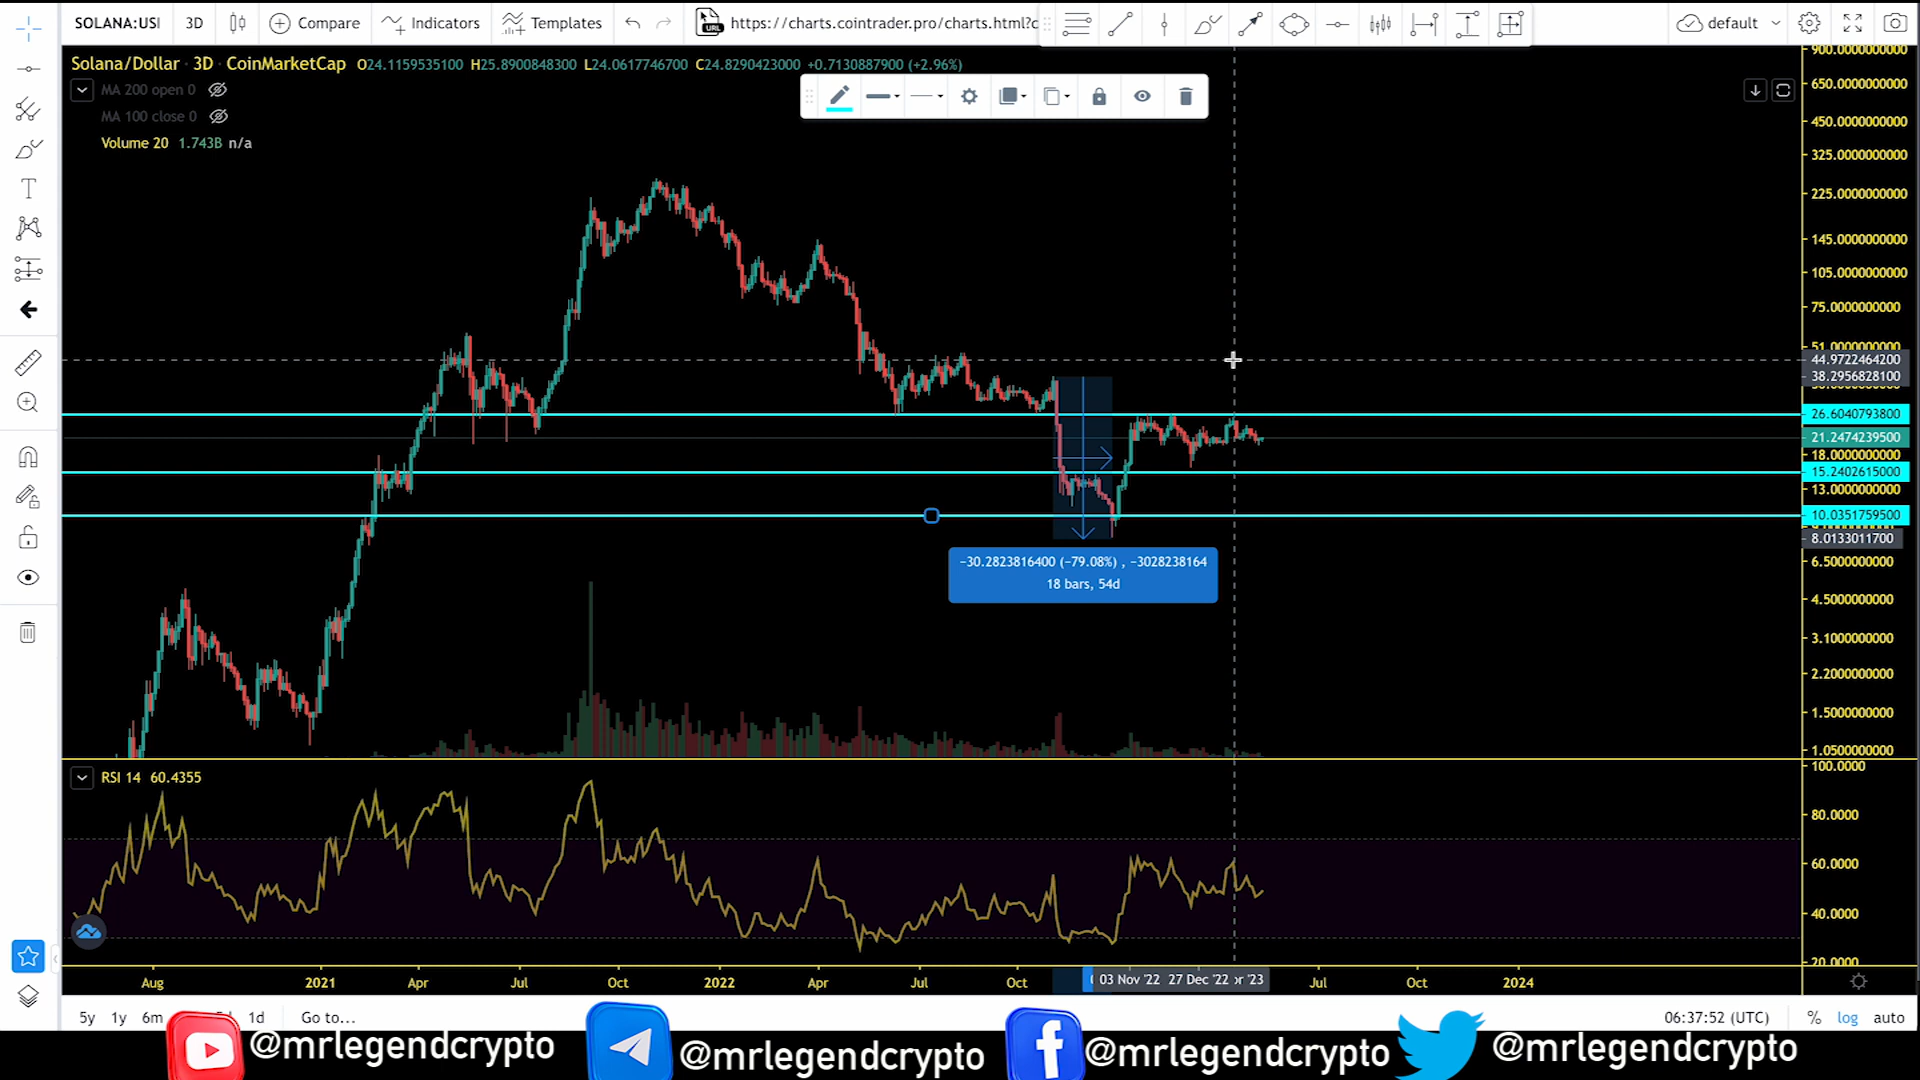 SOLANA:USI 3D Compare Indicators Templates URL https://charts.cointrader.pro/charts.html?c default
Solana/Dollar · 3D · CoinMarketCap O24.1159535100 H25.8900848300 L24.0617746700 C24.8290423000 +0.7130887900 (+2.96%)
MA 200 open 0
MA 100 close 0
Volume 20 1.743B n/a
900.0000000000
650.0000000000
450.0000000000
325.0000000000
225.0000000000
145.0000000000
105.0000000000
75.0000000000
51.0000000000
44.9722464200
38.2956828100
26.6040793800
21.2474239500
18.0000000000
15.2402615000
13.0000000000
10.0351759500
8.0133011700
6.5000000000
4.5000000000
3.1000000000
2.2000000000
1.5000000000
1.0500000000
−30.2823816400 (−79.08%) , −3028238164
18 bars, 54d
RSI 14 60.4355
100.0000
80.0000
60.0000
40.0000
20.0000
Aug 2021 Apr Jul Oct 2022 Apr Jul Oct 03 Nov '22 27 Dec '22 '23 Jul Oct 2024
5y 1y 6m 1d Go to... 06:37:52 (UTC) % log auto
@mrlegendcrypto @mrlegendcrypto @mrlegendcrypto @mrlegendcrypto